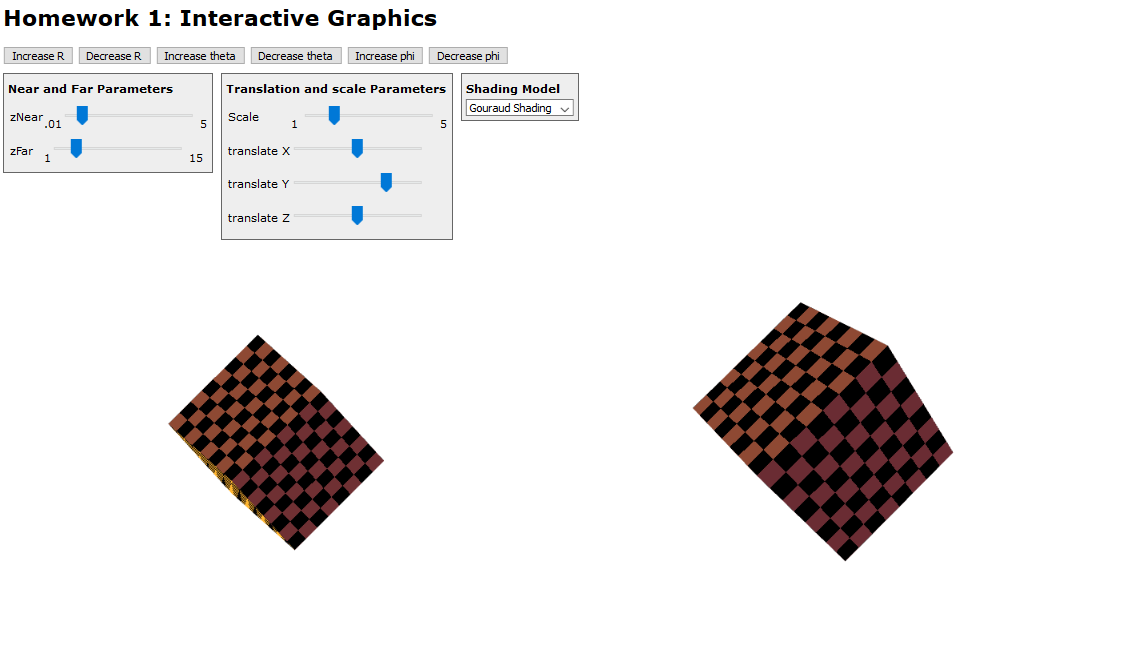 Homework 1: Interactive Graphics
Increase R Decrease R Increase theta Decrease theta Increase phi Decrease phi
Near and Far Parameters
zNear .01 5
zFar 1 15
Translation and scale Parameters
Scale 1 5
translate X
translate Y
translate Z
Shading Model
Gouraud Shading